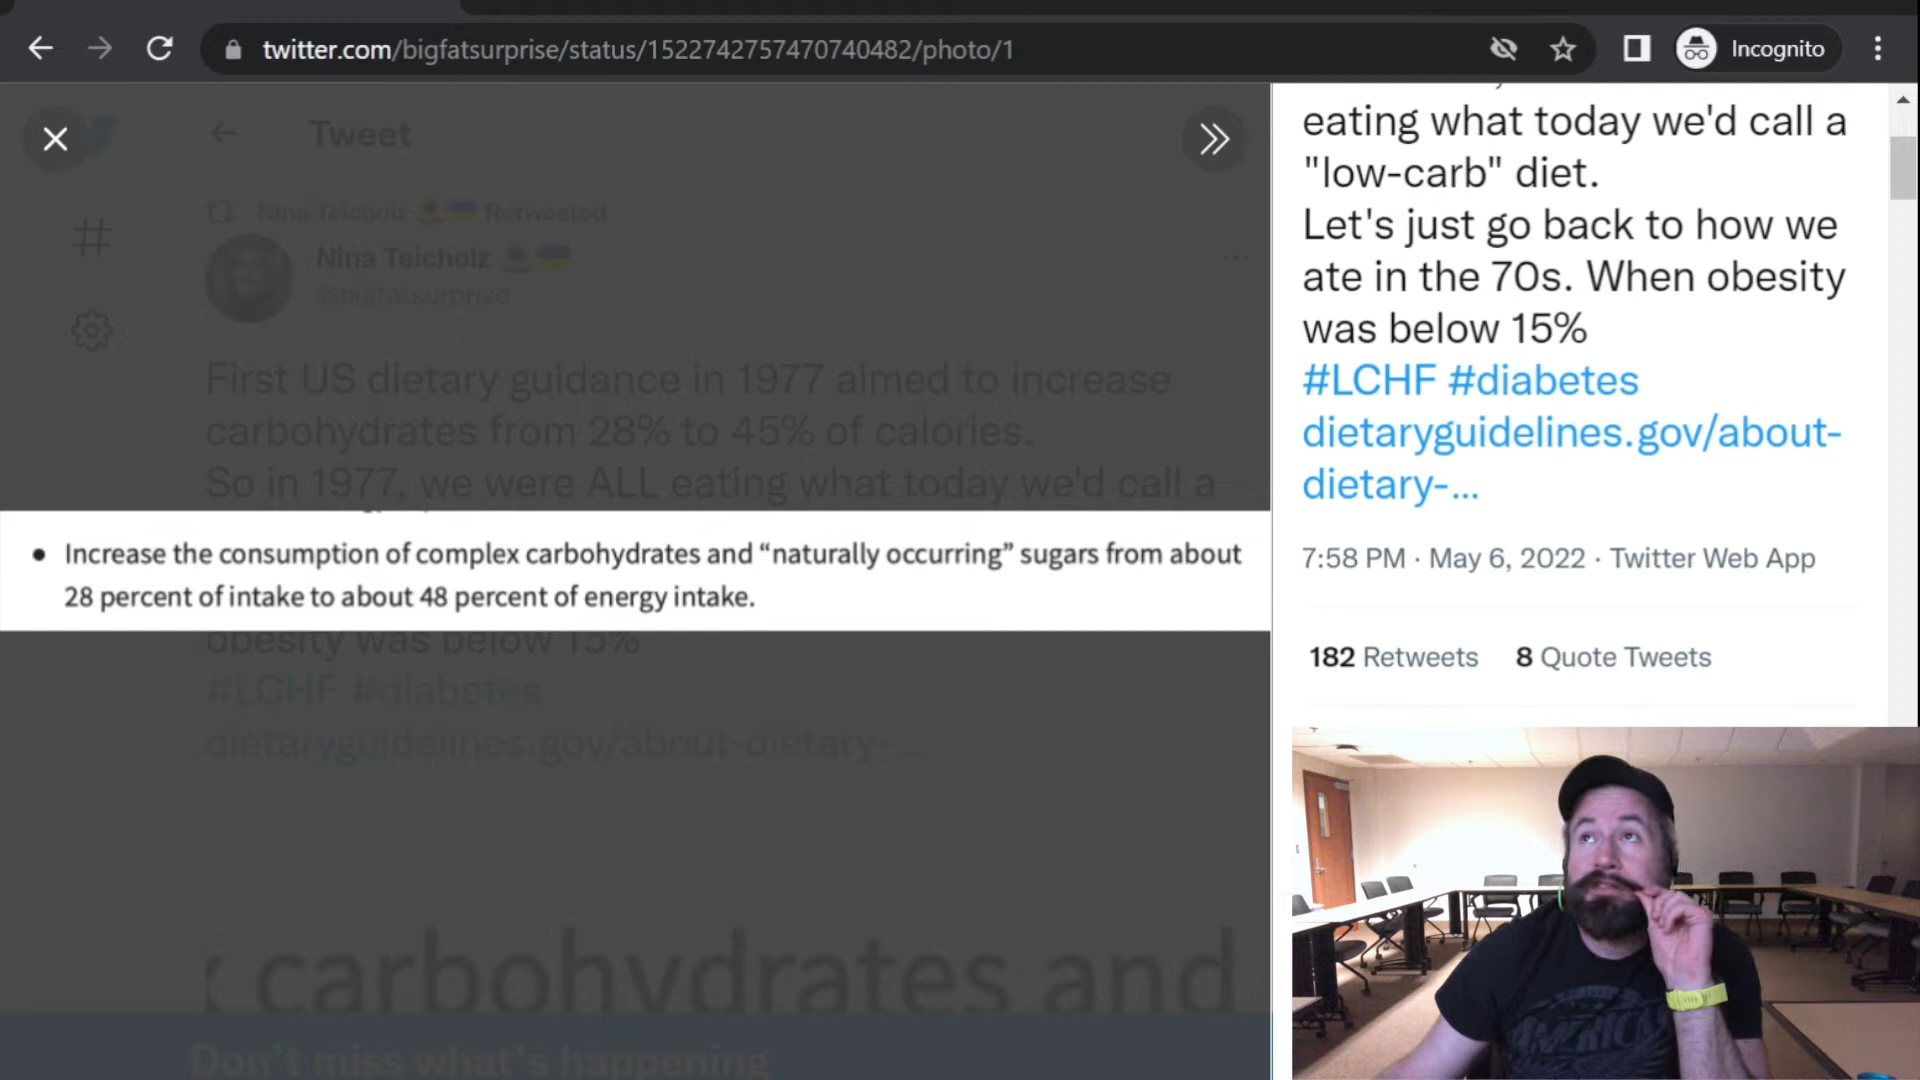 twitter.com/bigfatsurprise/status/1522742757470740482/photo/1
Incognito
Tweet
Nina Teicholz Retweeted
Nina Teicholz
@bigfatsurprise
First US dietary guidance in 1977 aimed to increase
carbohydrates from 28% to 45% of calories.
So in 1977, we were ALL eating what today we'd call a
• Increase the consumption of complex carbohydrates and “naturally occurring” sugars from about
28 percent of intake to about 48 percent of energy intake.
obesity was below 15%
#LCHF #diabetes
dietaryguidelines.gov/about-dietary-...
carbohydrates and
Don't miss what's happening
eating what today we'd call a
"low-carb" diet.
Let's just go back to how we
ate in the 70s. When obesity
was below 15%
#LCHF #diabetes
dietaryguidelines.gov/about-
dietary-...
7:58 PM · May 6, 2022 · Twitter Web App
182 Retweets 8 Quote Tweets